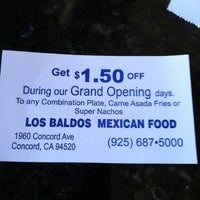 Get $1.50 OFF
During our Grand Opening days.
To any Combination Plate, Carne Asada Fries or
Super Nachos
LOS BALDOS MEXICAN FOOD
1960 Concord Ave
Concord, CA 94520
(925) 687•5000